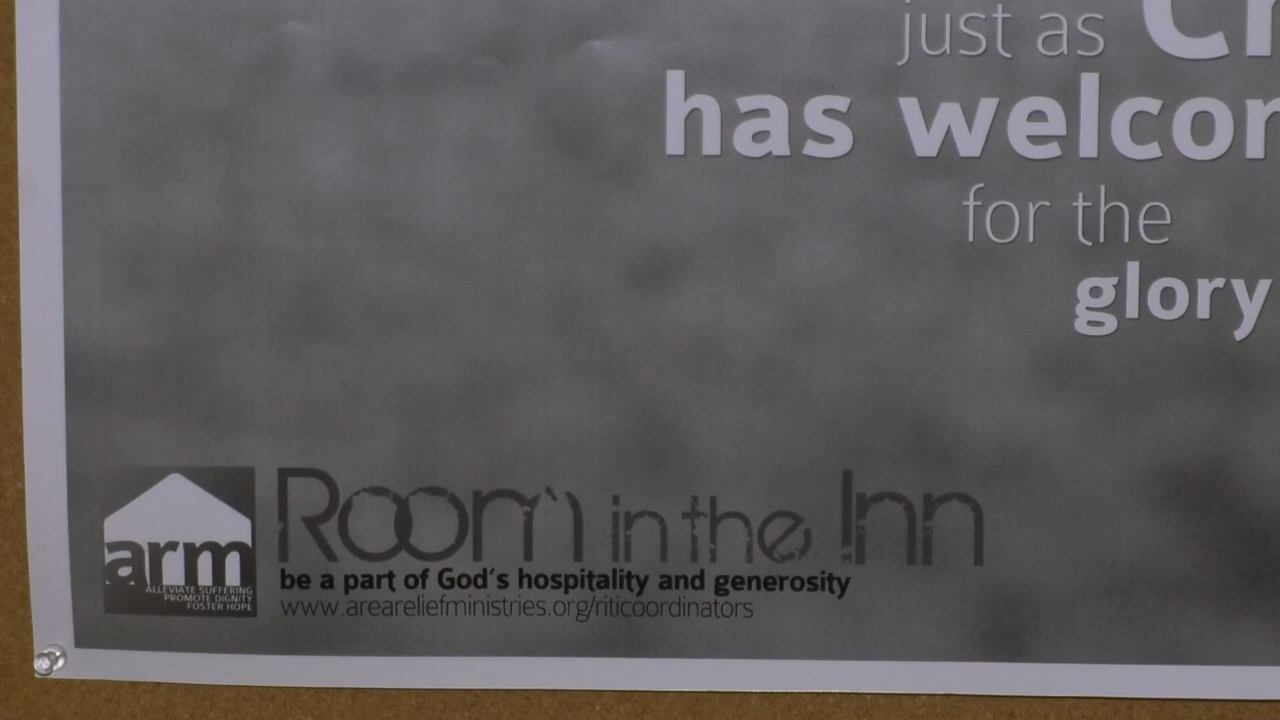 just as
has
for the
glory
arm
ALLEVIATE SUFFERING
PROMOTE DIGNITY
FOSTER HOPE
Room in the Inn
be a part of God's hospitality and generosity
www.areareliefministries.org/riticoordinators